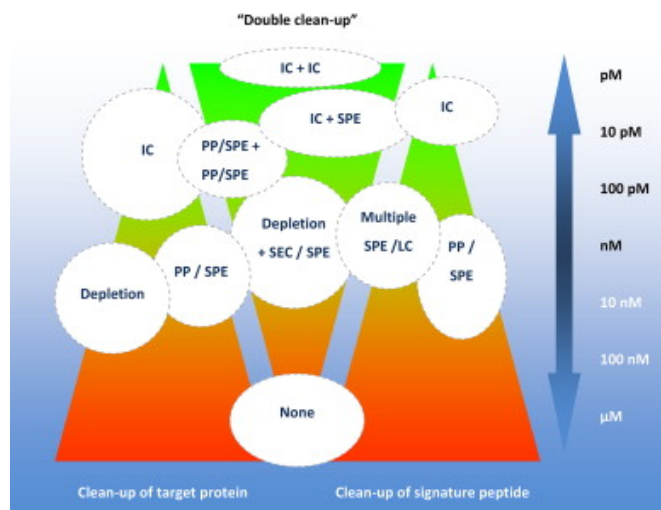 “Double clean-up”
IC + IC
pM
IC
IC + SPE
IC
10 pM
PP/SPE +
PP/SPE
100 pM
Depletion
+ SEC / SPE
Multiple
SPE /LC
PP /
SPE
nM
PP / SPE
Depletion
10 nM
100 nM
None
µM
Clean-up of target protein
Clean-up of signature peptide